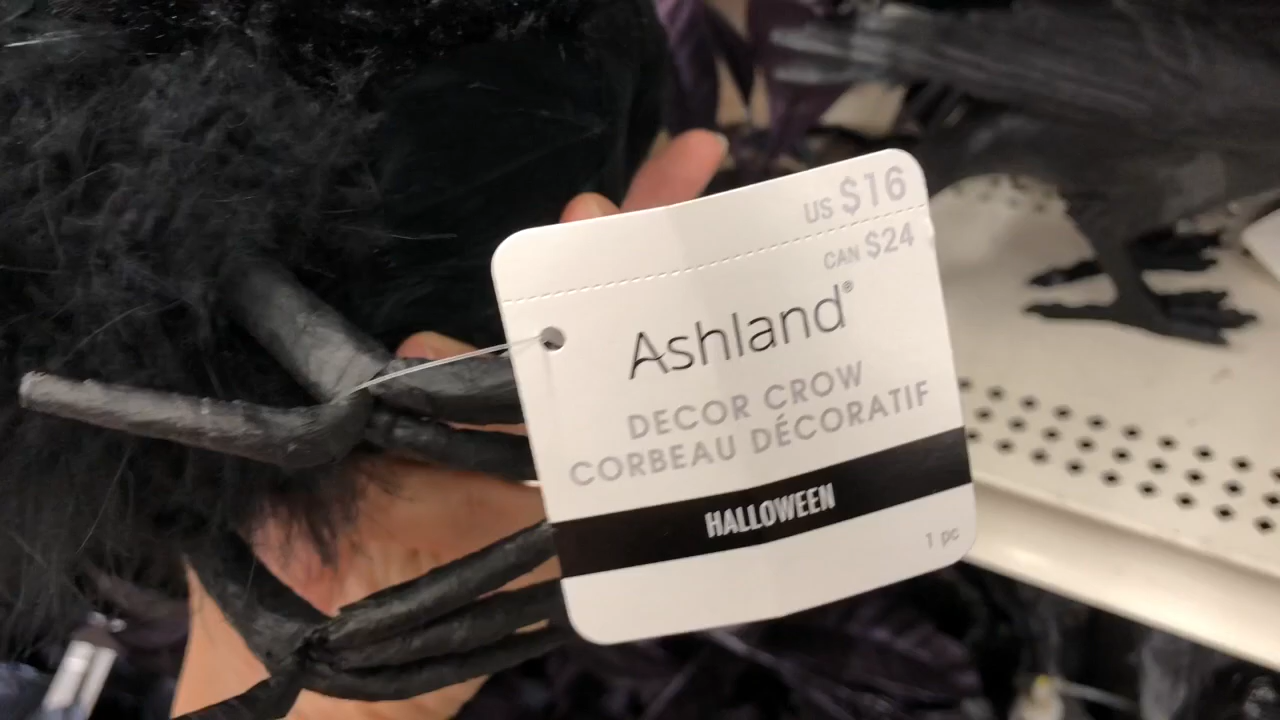 US $16
CAN $24
Ashland®
DECOR CROW
CORBEAU DÉCORATIF
HALLOWEEN
1 pc